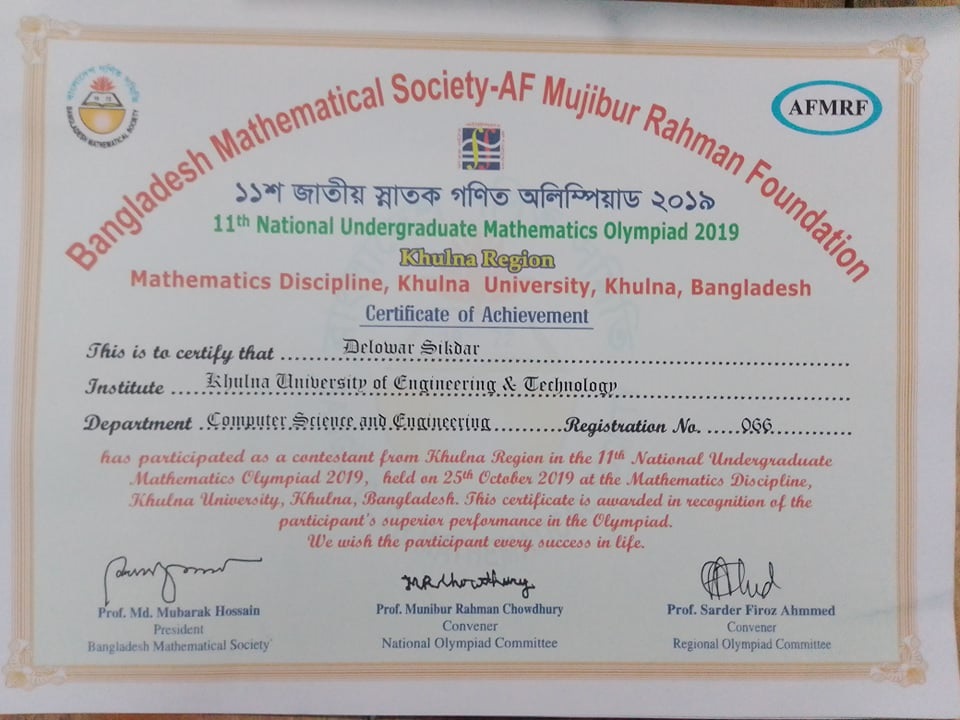 বাংলাদেশ গণিত সমিতি
BANGLADESH MATHEMATICAL SOCIETY
AFMRF
Bangladesh Mathematical Society-AF Mujibur Rahman Foundation
১১শ জাতীয় স্নাতক গণিত অলিম্পিয়াড ২০১৯
11th National Undergraduate Mathematics Olympiad 2019
Khulna Region
Mathematics Discipline, Khulna University, Khulna, Bangladesh
Certificate of Achievement
This is to certify that Delowar Sikdar
Institute Khulna University of Engineering & Technology
Department Computer Science and Engineering Registration No. 066
has participated as a contestant from Khulna Region in the 11th National Undergraduate
Mathematics Olympiad 2019, held on 25th October 2019 at the Mathematics Discipline,
Khulna University, Khulna, Bangladesh. This certificate is awarded in recognition of the
participant's superior performance in the Olympiad.
We wish the participant every success in life.
M R Chowdhury
Prof. Md. Mubarak Hossain
President
Bangladesh Mathematical Society
Prof. Munibur Rahman Chowdhury
Convener
National Olympiad Committee
Prof. Sarder Firoz Ahmmed
Convener
Regional Olympiad Committee